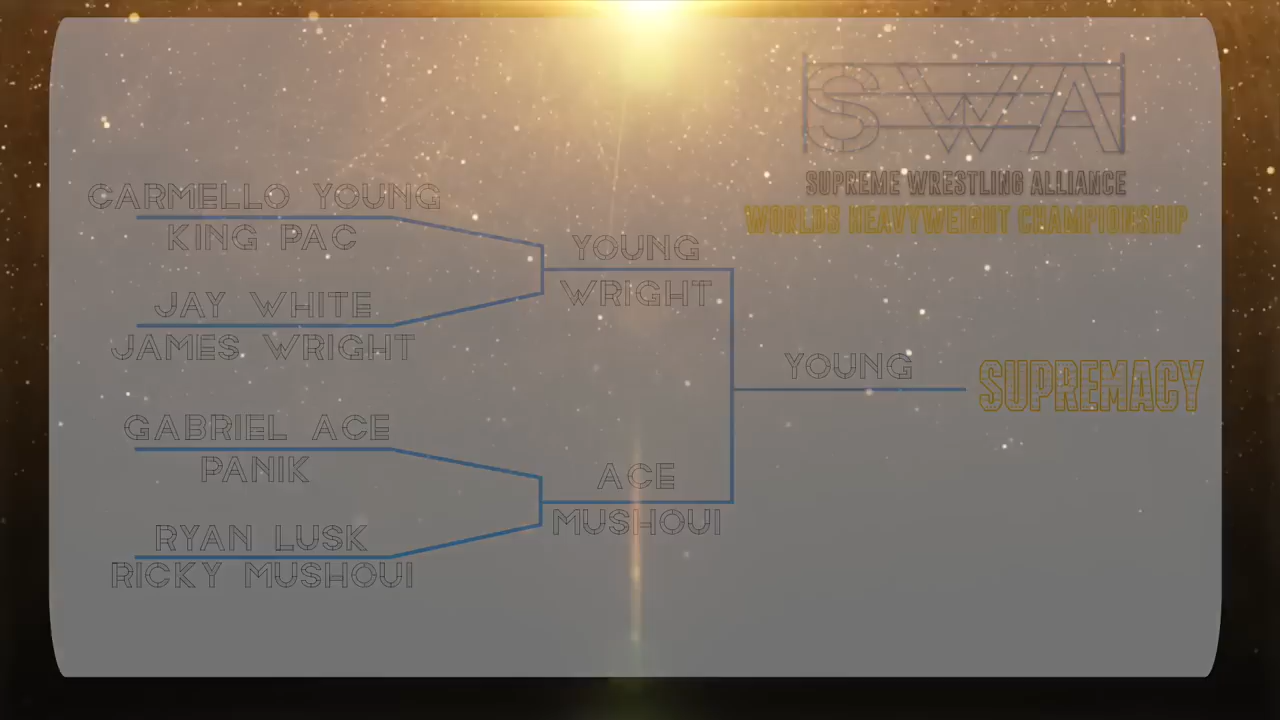 SWA
SUPREME WRESTLING ALLIANCE
WORLDS HEAVYWEIGHT CHAMPIONSHIP
CARMELLO YOUNG
KING PAC
JAY WHITE
JAMES WRIGHT
GABRIEL ACE
PANIK
RYAN LUSK
RICKY MUSHOUI
YOUNG
WRIGHT
ACE
MUSHOUI
YOUNG
SUPREMACY